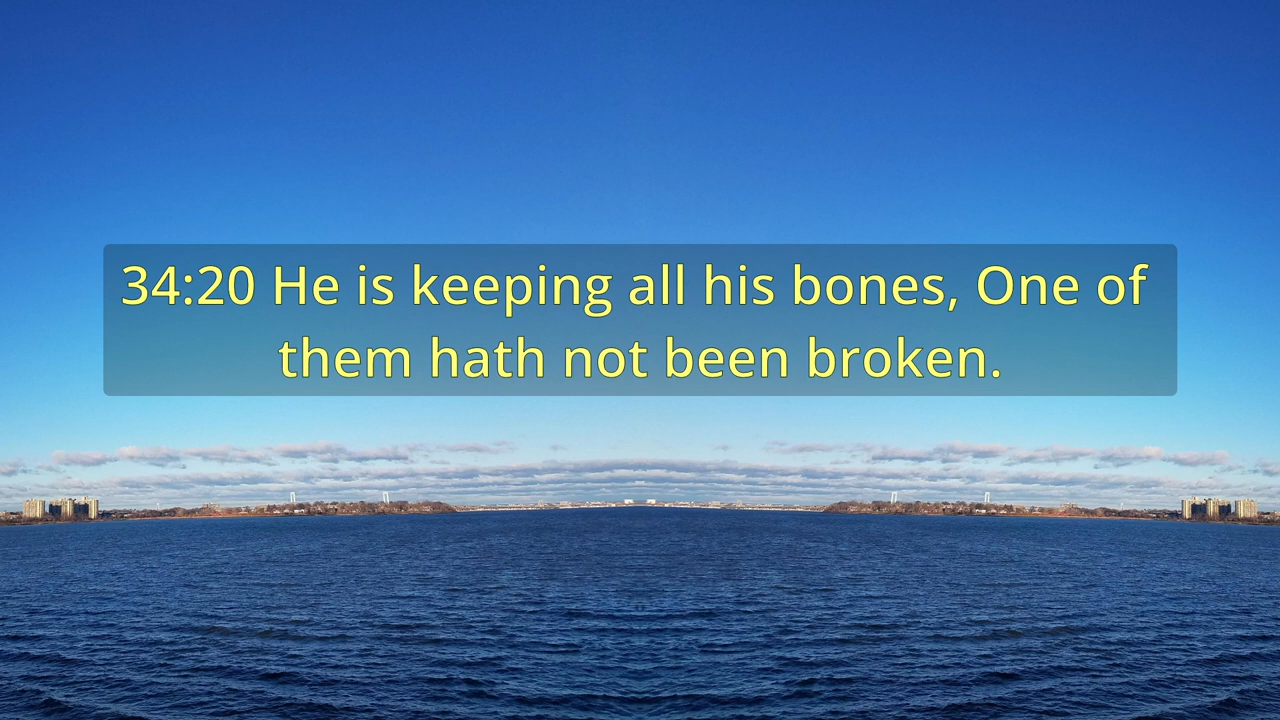 34:20 He is keeping all his bones, One of
them hath not been broken.